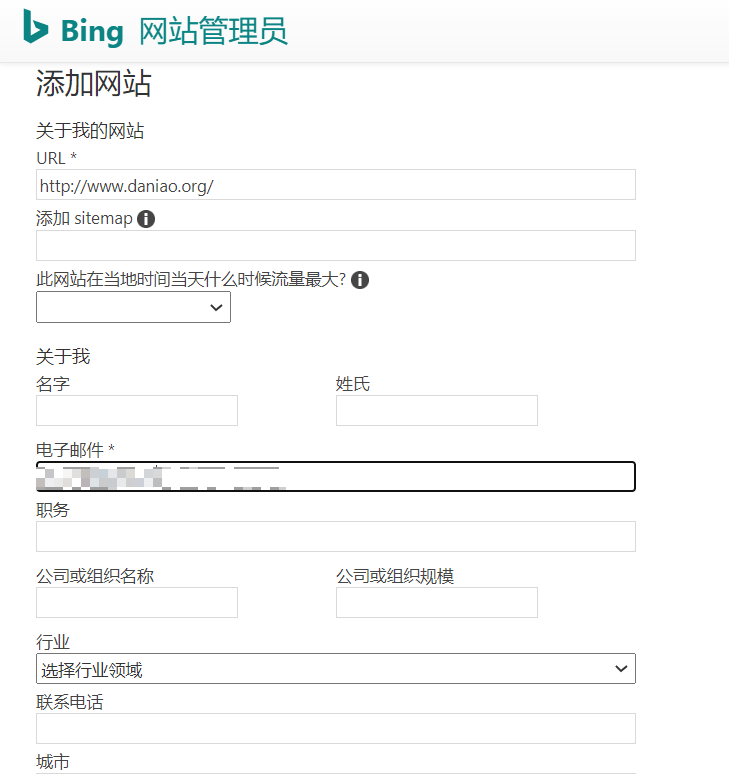 Bing 网站管理员
添加网站
关于我的网站
URL *
http://www.daniao.org/
添加 sitemap
此网站在当地时间当天什么时候流量最大?
关于我
名字 姓氏
电子邮件 *
职务
公司或组织名称 公司或组织规模
行业
选择行业领域
联系电话
城市